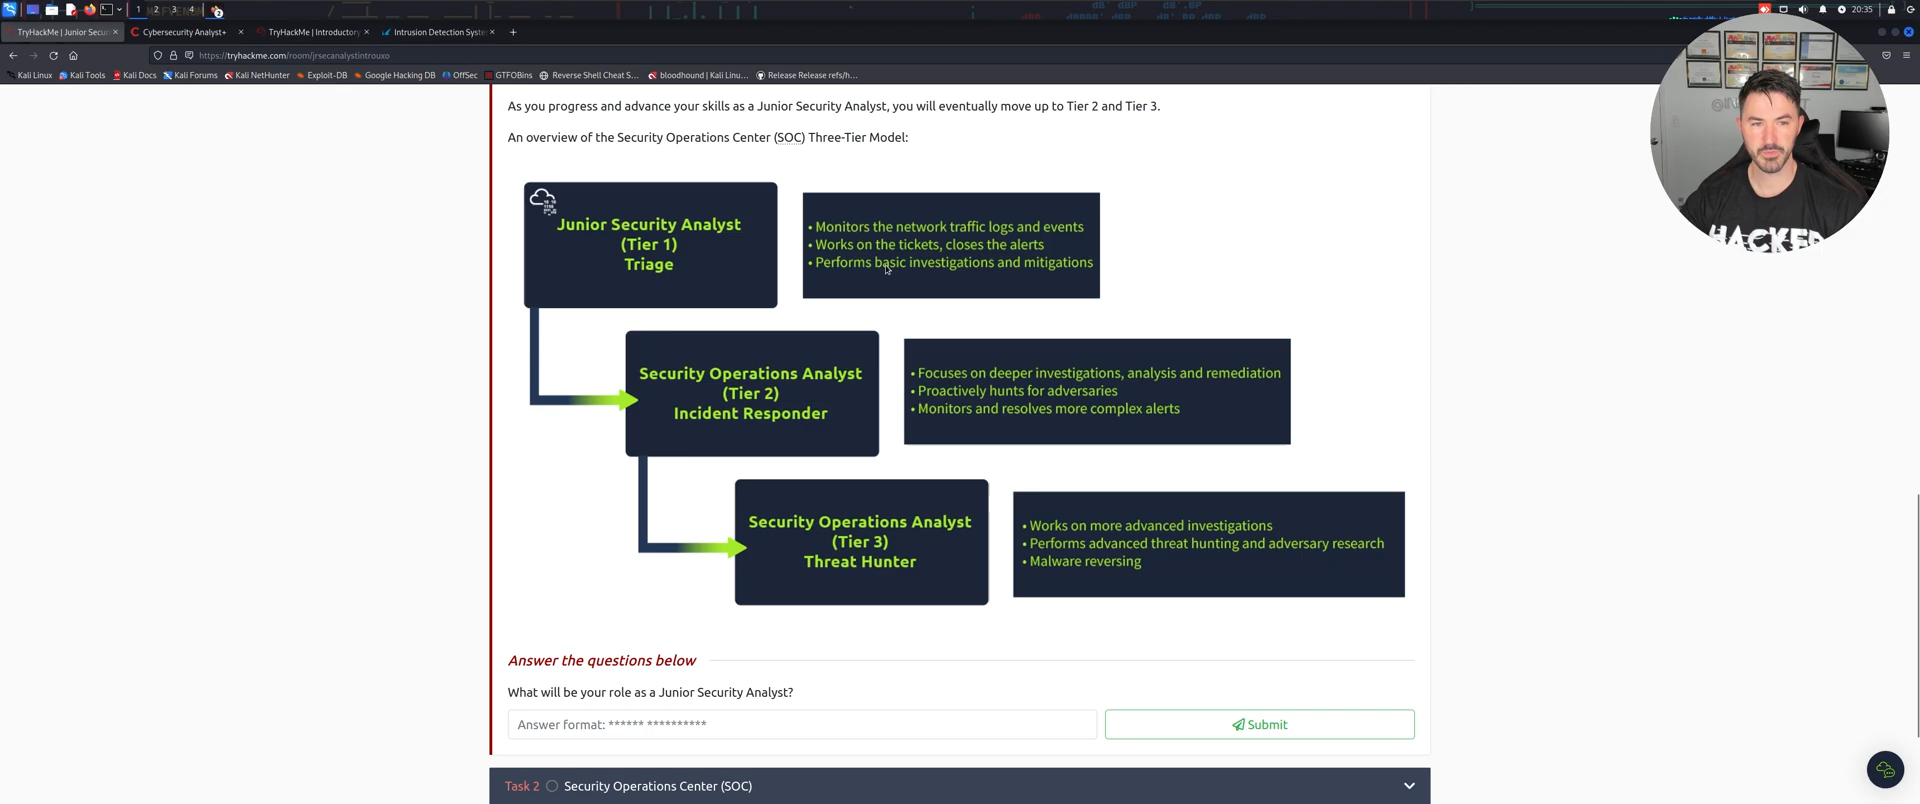 1 2 3 4
20:35
TryHackMe | Junior Secur
Cybersecurity Analyst+
TryHackMe | Introductory
Intrusion Detection Syste
https://tryhackme.com/room/jrsecanalystintrouxo
Kali Linux Kali Tools Kali Docs Kali Forums Kali NetHunter Exploit-DB Google Hacking DB OffSec GTFOBins Reverse Shell Cheat S... bloodhound | Kali Linu... Release Release refs/h...
As you progress and advance your skills as a Junior Security Analyst, you will eventually move up to Tier 2 and Tier 3.
An overview of the Security Operations Center (SOC) Three-Tier Model:
Junior Security Analyst
(Tier 1)
Triage
• Monitors the network traffic logs and events
• Works on the tickets, closes the alerts
• Performs basic investigations and mitigations
Security Operations Analyst
(Tier 2)
Incident Responder
• Focuses on deeper investigations, analysis and remediation
• Proactively hunts for adversaries
• Monitors and resolves more complex alerts
Security Operations Analyst
(Tier 3)
Threat Hunter
• Works on more advanced investigations
• Performs advanced threat hunting and adversary research
• Malware reversing
Answer the questions below
What will be your role as a Junior Security Analyst?
Answer format: ****** **********
Submit
Task 2 Security Operations Center (SOC)
HACKER